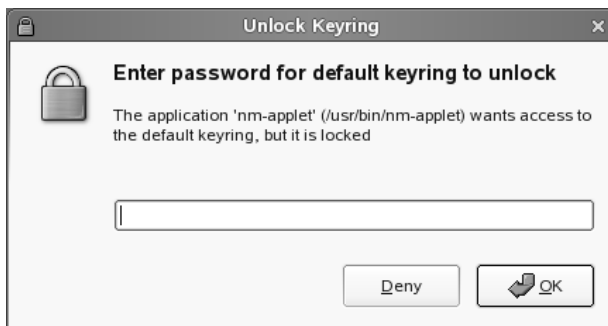 Unlock Keyring
Enter password for default keyring to unlock
The application 'nm-applet' (/usr/bin/nm-applet) wants access to
the default keyring, but it is locked
Deny
OK